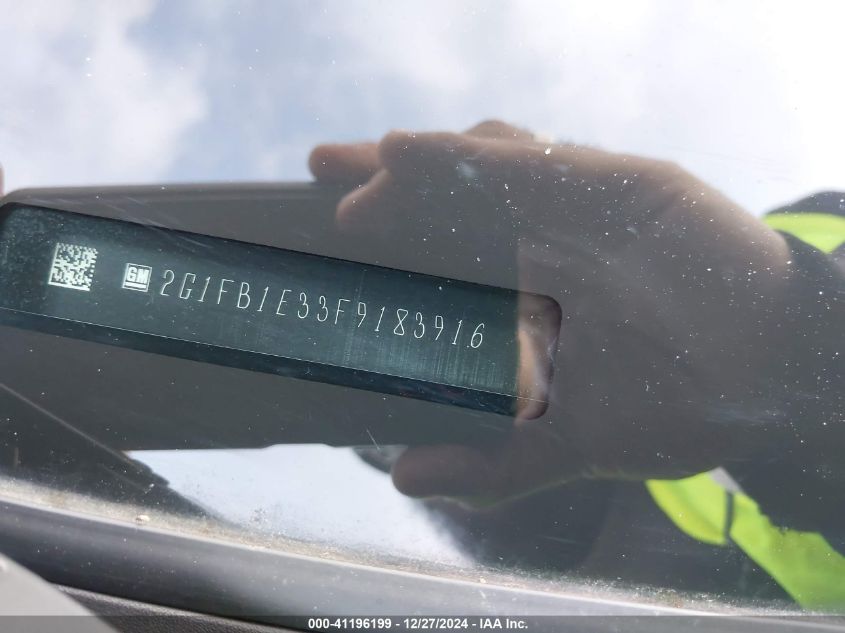 GM 2G1FB1E33F9183916
000-41196199 - 12/27/2024 - IAA Inc.